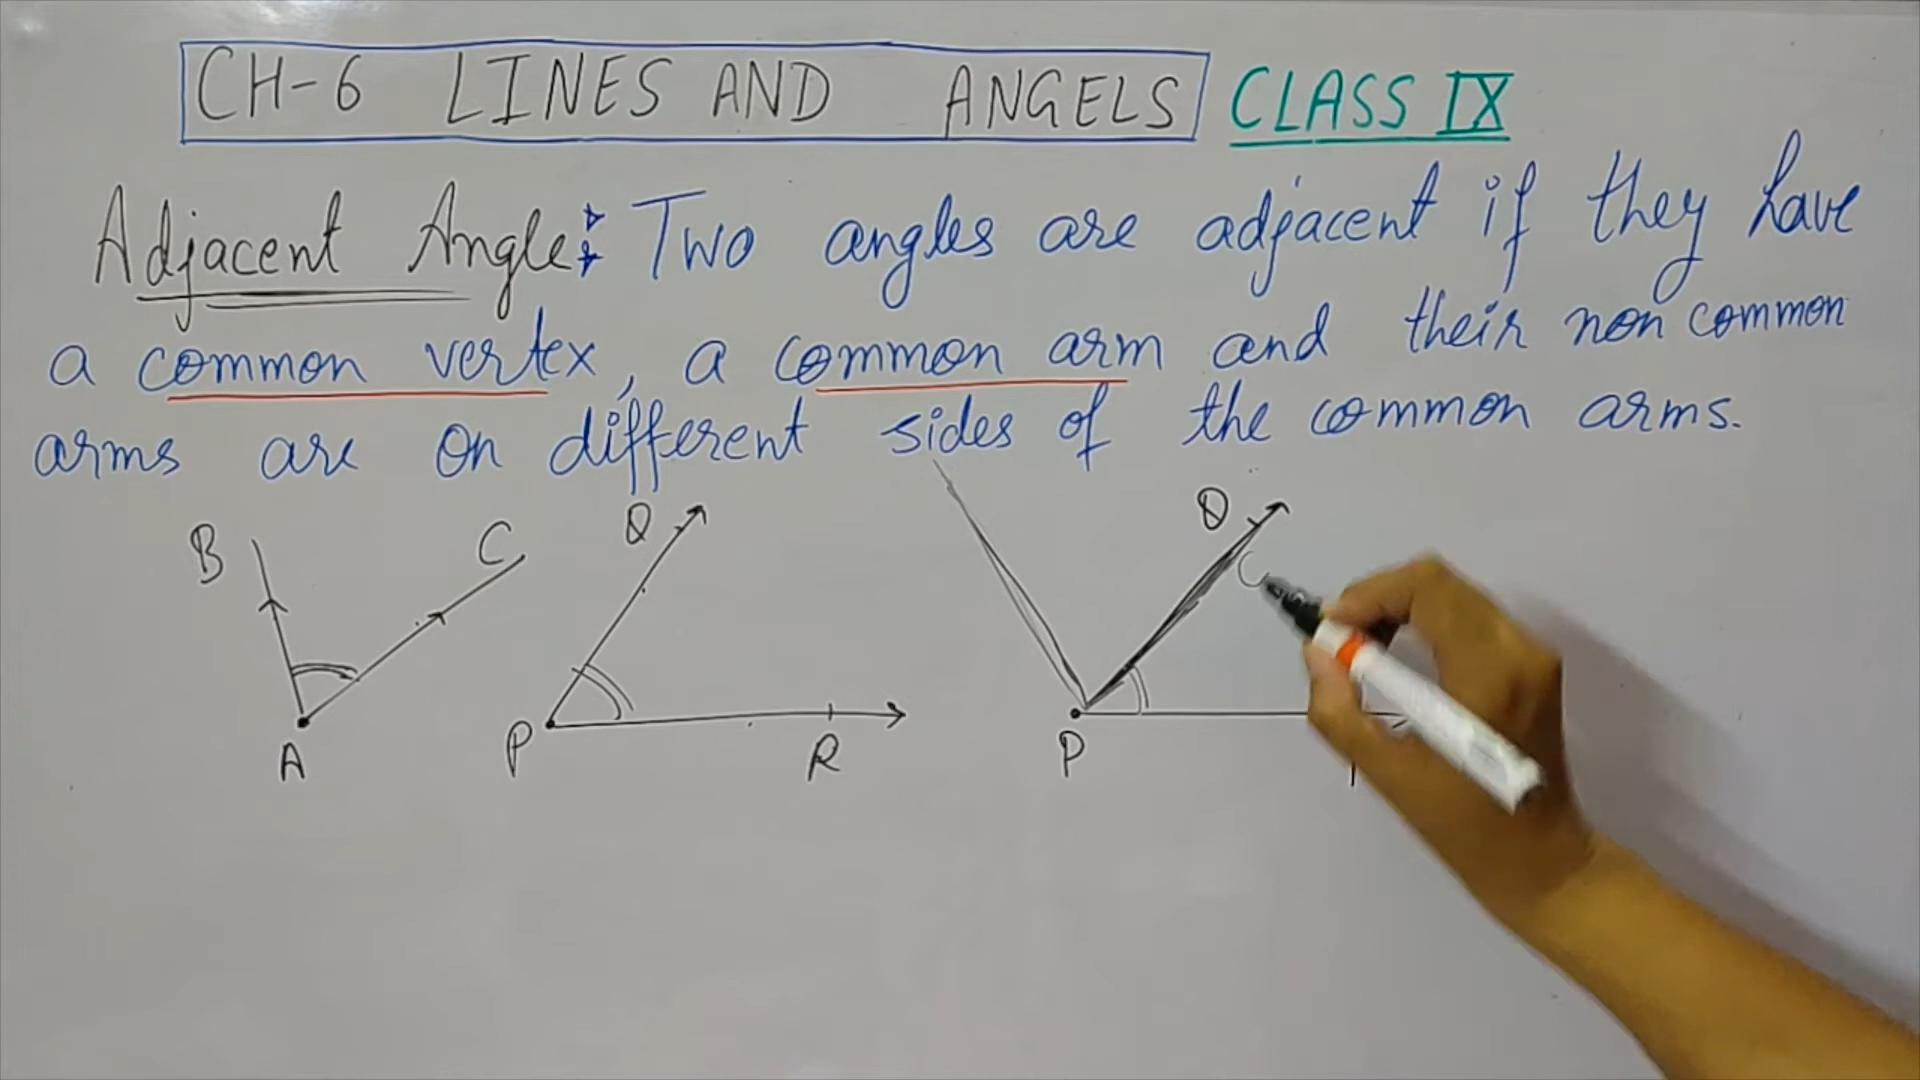 CH-6 LINES AND ANGELS CLASS IX
Adjacent Angle: Two angles are adjacent if they have
a common vertex, a common arm and their non common
arms are on different sides of the common arms.
B C Q Q C
A P R P